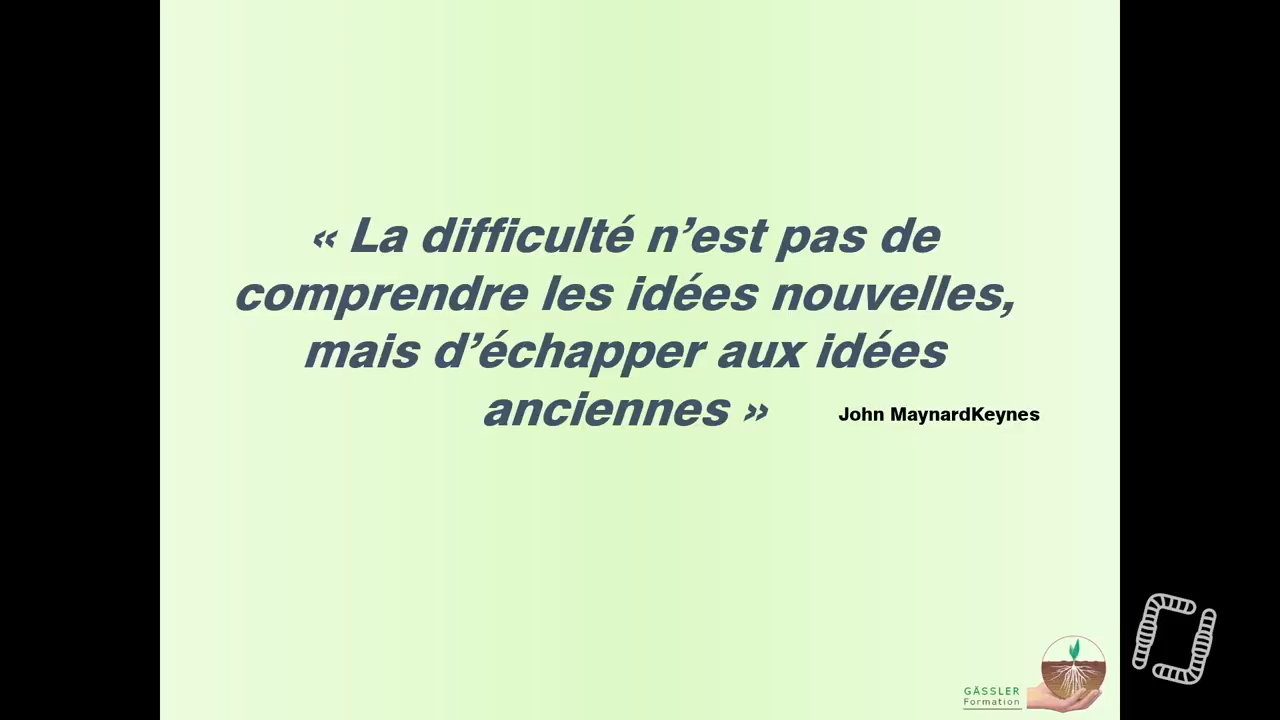 « La difficulté n’est pas de
comprendre les idées nouvelles,
mais d’échapper aux idées
anciennes »
John MaynardKeynes
GÄSSLER
Formation